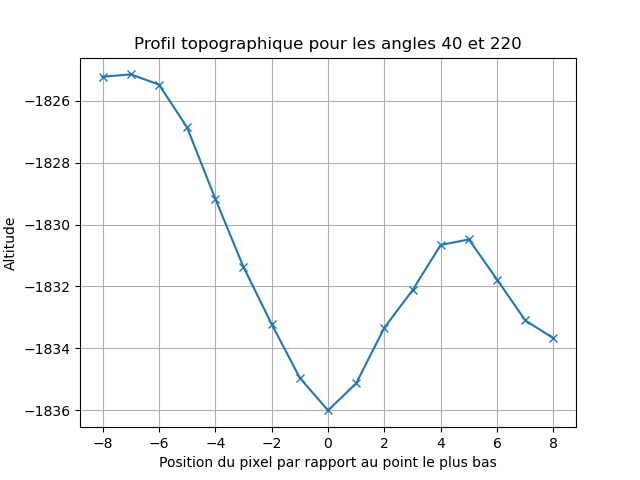 Profil topographique pour les angles 40 et 220
Altitude
−1826
−1828
−1830
−1832
−1834
−1836
−8 −6 −4 −2 0 2 4 6 8
Position du pixel par rapport au point le plus bas